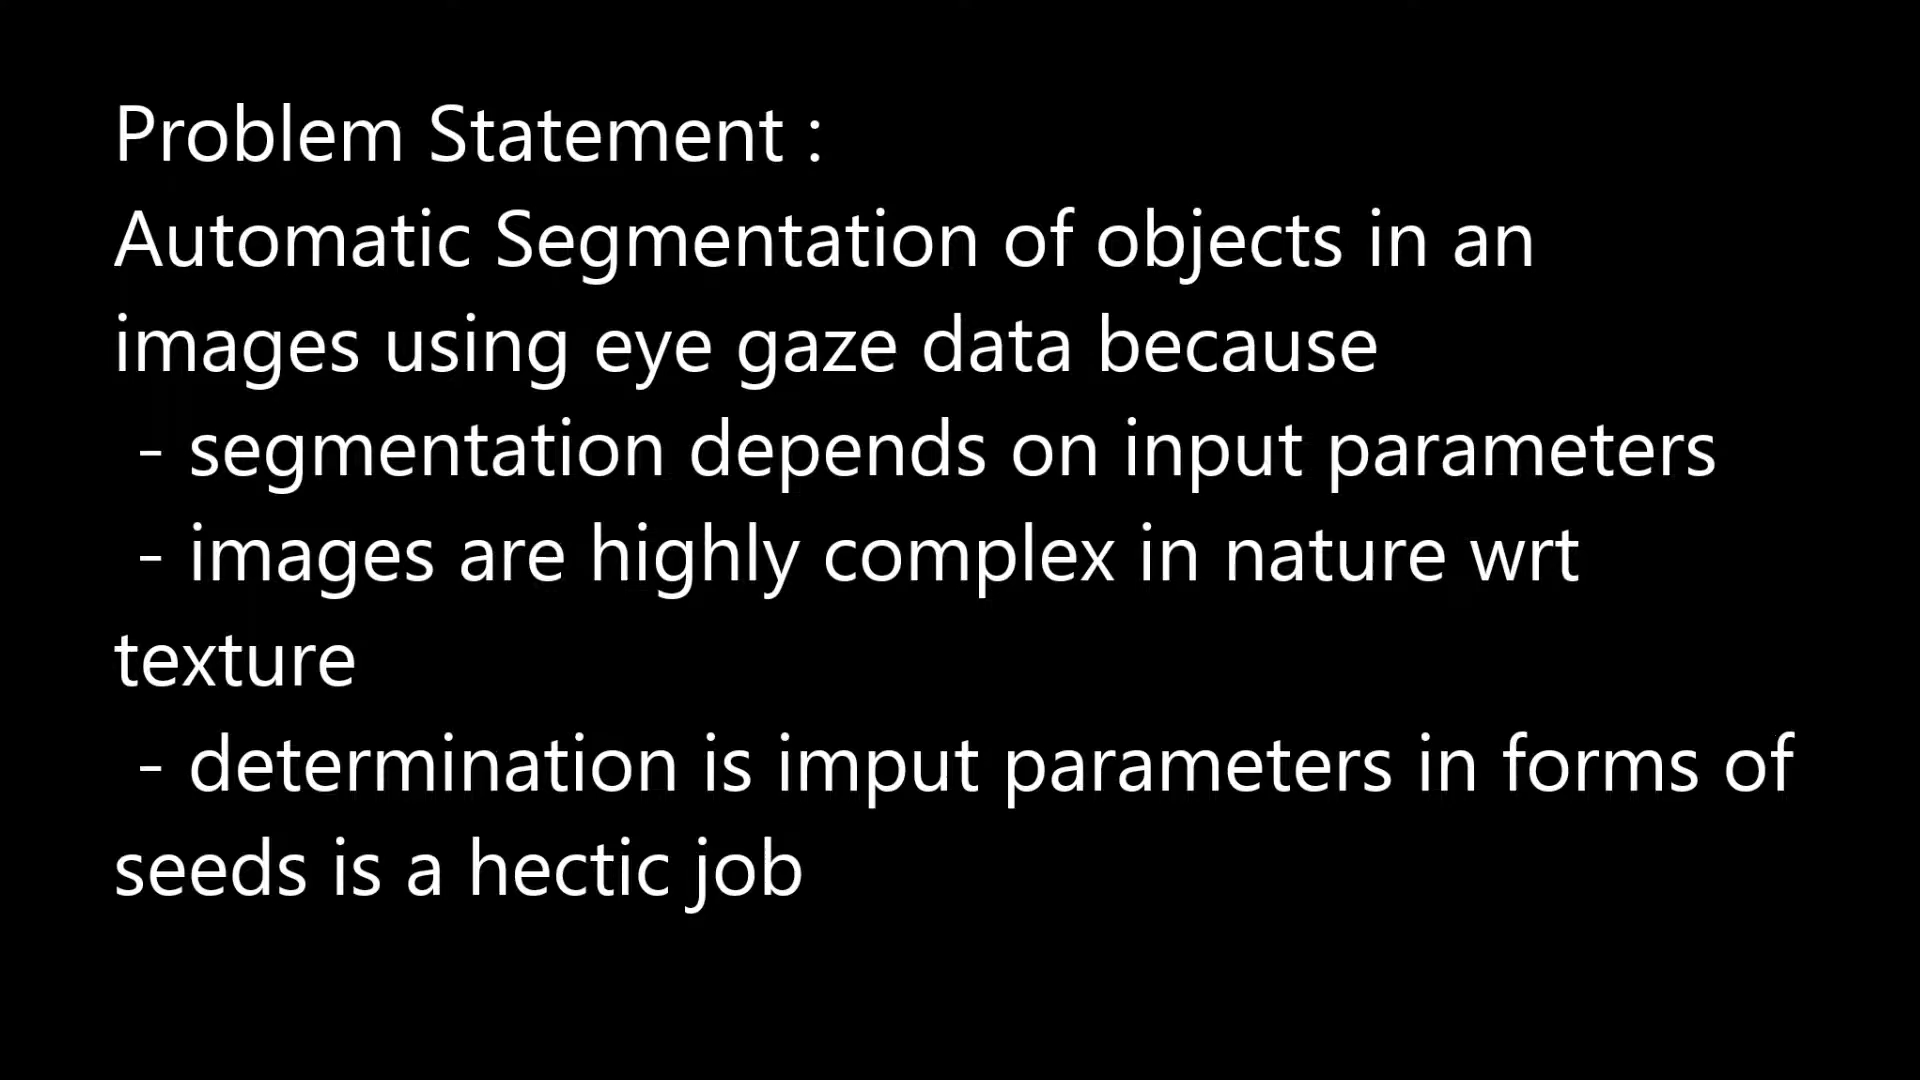 Problem Statement :
Automatic Segmentation of objects in an
images using eye gaze data because
- segmentation depends on input parameters
- images are highly complex in nature wrt
texture
- determination is imput parameters in forms of
seeds is a hectic job